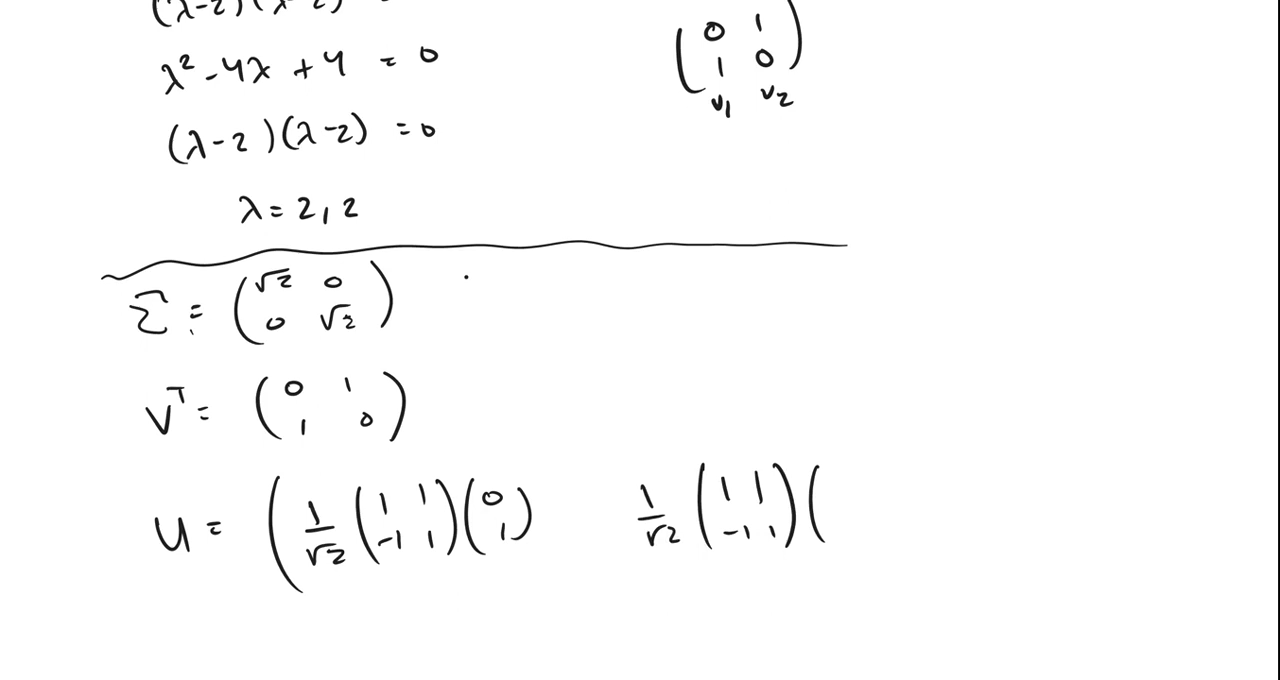 (λ-2)(λ-2) =
λ² - 4λ + 4 = 0
(0 1
1 0)
v₁ v₂
(λ-2)(λ-2) = 0
λ = 2, 2
Σ = (√2 0
0 √2)
Vᵀ = (0 1
1 0)
U = ( 1/√2 (1 1
-1 1) (0
1) 1/√2 (1 1
-1 1) (